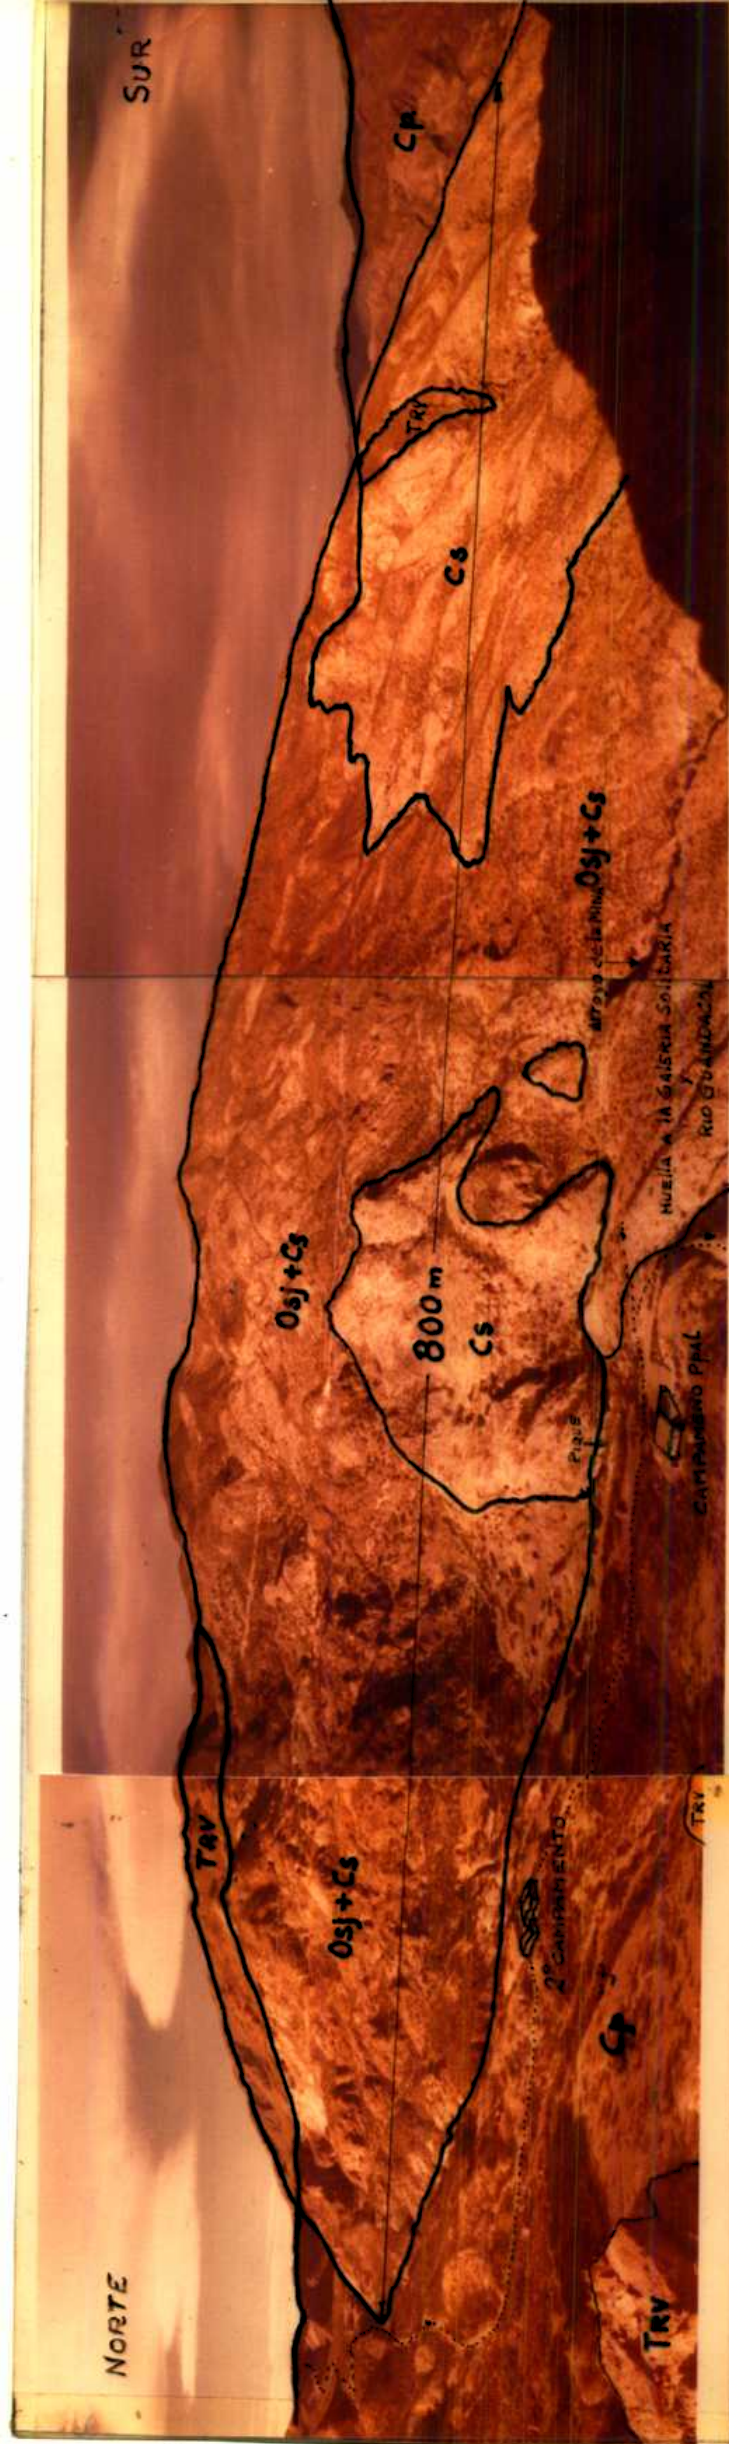 NORTE
SUR
TRV
Cp
Osj+Cs
Osj+Cs
TRV
Cs
800 m
Cs
Osj+Cs
PIQUE
ARROYO de la MINA
2º CAMPAMENTO
HUELLA A LA GALERIA SOLITARIA
RIO GUANDACOL
CAMPAMENTO PPAL
Cp
TRV
TRV